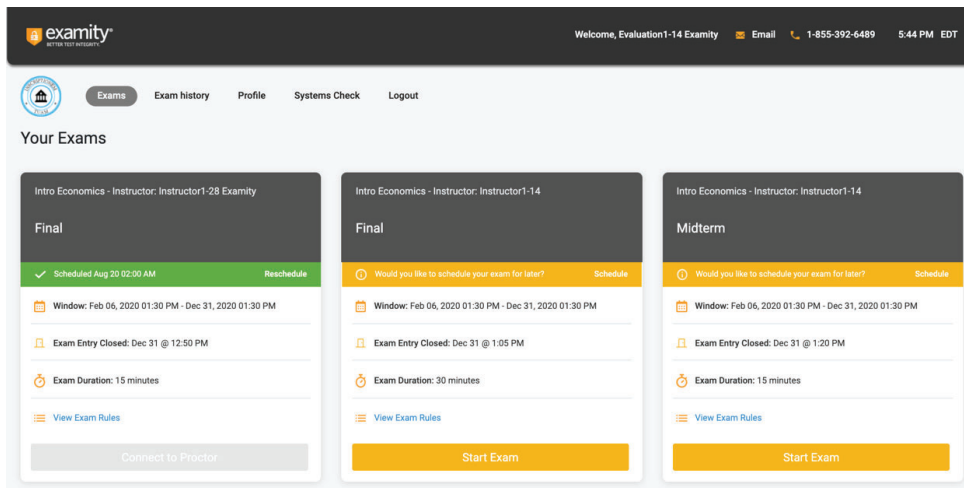 examity®
BETTER TEST INTEGRITY.
Welcome, Evaluation1-14 Examity
Email
1-855-392-6489
5:44 PM EDT
Exams
Exam history
Profile
Systems Check
Logout
Your Exams
Intro Economics - Instructor: Instructor1-28 Examity
Final
Scheduled Aug 20 02:00 AM
Reschedule
Window: Feb 06, 2020 01:30 PM - Dec 31, 2020 01:30 PM
Exam Entry Closed: Dec 31 @ 12:50 PM
Exam Duration: 15 minutes
View Exam Rules
Connect to Proctor
Intro Economics - Instructor: Instructor1-14
Final
Would you like to schedule your exam for later?
Schedule
Window: Feb 06, 2020 01:30 PM - Dec 31, 2020 01:30 PM
Exam Entry Closed: Dec 31 @ 1:05 PM
Exam Duration: 30 minutes
View Exam Rules
Start Exam
Intro Economics - Instructor: Instructor1-14
Midterm
Would you like to schedule your exam for later?
Schedule
Window: Feb 06, 2020 01:30 PM - Dec 31, 2020 01:30 PM
Exam Entry Closed: Dec 31 @ 1:20 PM
Exam Duration: 15 minutes
View Exam Rules
Start Exam